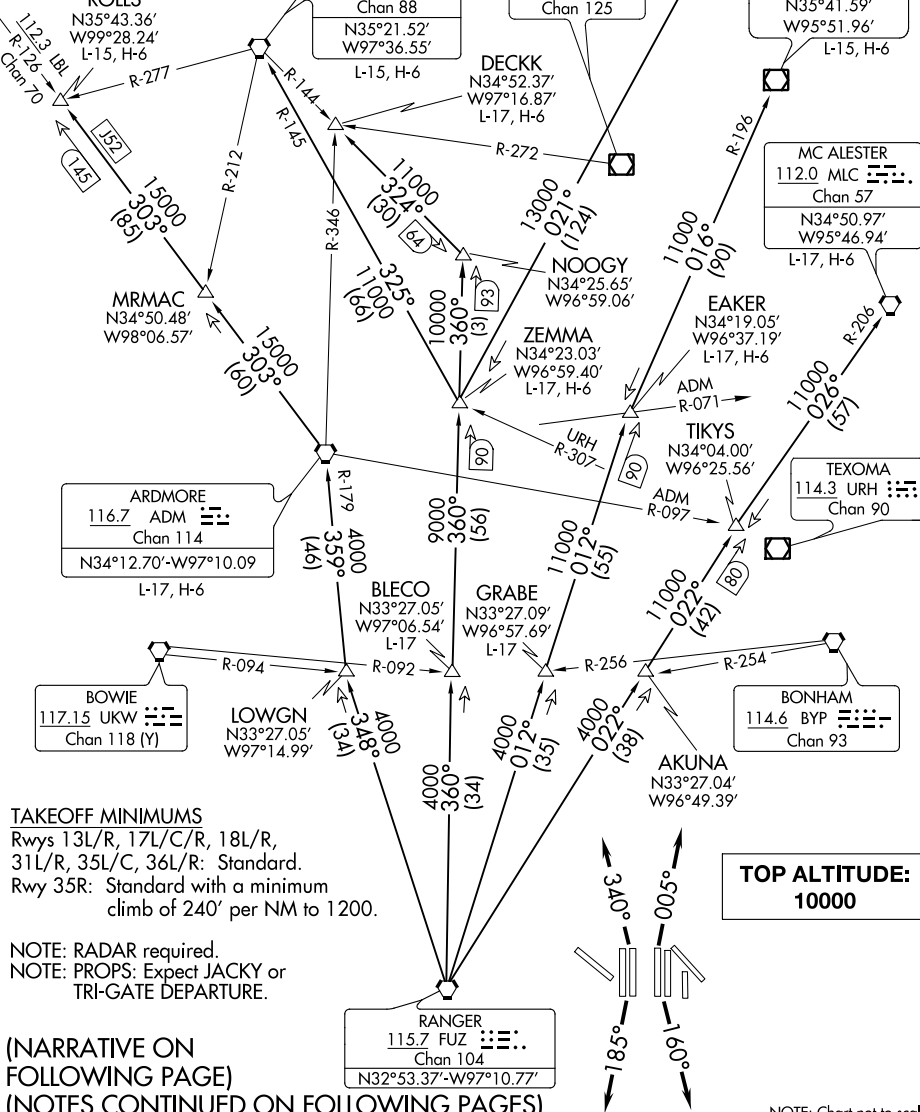 ROLLS
N35°43.36'
W99°28.24'
L-15, H-6
112.3 LBL
R-126
Chan 70
R-277
Chan 88
N35°21.52'
W97°36.55'
L-15, H-6
Chan 125
N35°41.59'
W95°51.96'
L-15, H-6
DECKK
N34°52.37'
W97°16.87'
L-17, H-6
R-144
R-145
R-272
R-196
J52
145
R-212
R-346
15000
303°
(85)
11000
324°
(30)
64
13000
021°
(124)
MC ALESTER
112.0 MLC
Chan 57
N34°50.97'
W95°46.94'
L-17, H-6
11000
016°
(90)
325°
11000
(66)
10000
360°
(3)
93
NOOGY
N34°25.65'
W96°59.06'
MRMAC
N34°50.48'
W98°06.57'
EAKER
N34°19.05'
W96°37.19'
L-17, H-6
R-206
ZEMMA
N34°23.03'
W96°59.40'
L-17, H-6
15000
303°
(60)
ADM
R-071
11000
026°
(57)
URH
R-307
90
90
TIKYS
N34°04.00'
W96°25.56'
ADM
R-097
TEXOMA
114.3 URH
Chan 90
ARDMORE
116.7 ADM
Chan 114
N34°12.70'-W97°10.09
L-17, H-6
R-179
4000
359°
(46)
9000
360°
(56)
11000
012°
(55)
11000
022°
(42)
80
BLECO
N33°27.05'
W97°06.54'
L-17
GRABE
N33°27.09'
W96°57.69'
L-17
R-094
R-092
R-256
R-254
BOWIE
117.15 UKW
Chan 118 (Y)
LOWGN
N33°27.05'
W97°14.99'
BONHAM
114.6 BYP
Chan 93
AKUNA
N33°27.04'
W96°49.39'
4000
348°
(34)
4000
360°
(34)
4000
012°
(35)
4000
022°
(38)
TAKEOFF MINIMUMS
Rwys 13L/R, 17L/C/R, 18L/R,
31L/R, 35L/C, 36L/R: Standard.
Rwy 35R: Standard with a minimum
climb of 240' per NM to 1200.
NOTE: RADAR required.
NOTE: PROPS: Expect JACKY or
TRI-GATE DEPARTURE.
TOP ALTITUDE:
10000
340°
005°
185°
160°
RANGER
115.7 FUZ
Chan 104
N32°53.37'-W97°10.77'
(NARRATIVE ON
FOLLOWING PAGE)
(NOTES CONTINUED ON FOLLOWING PAGES)
NOTE: Chart not to